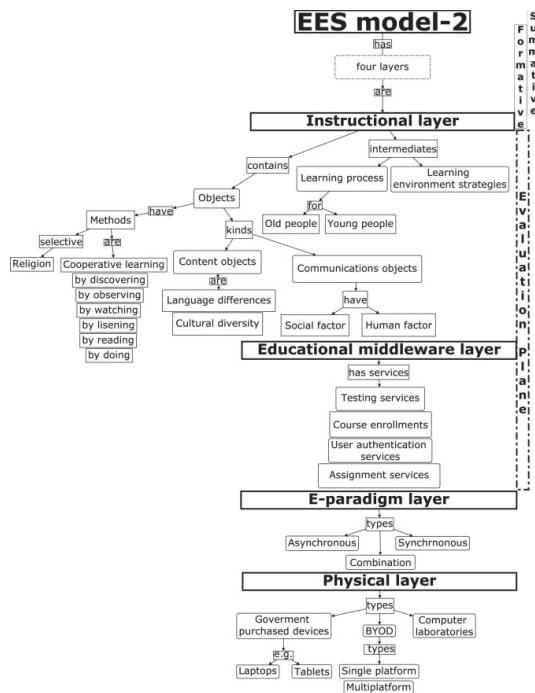 EES model-2
has
four layers
are
Instructional layer
contains
intermediates
Learning process
Learning
environment strategies
for
Old people
Young people
Objects
have
kinds
Methods
selective
are
Religion
Cooperative learning
by discovering
by observing
by watching
by lisening
by reading
by doing
Content objects
are
Language differences
Cultural diversity
Communications objects
have
Social factor
Human factor
Educational middleware layer
has services
Testing services
Course enrollments
User authentication
services
Assignment services
E-paradigm layer
types
Asynchronous
Synchrnonous
Combination
Physical layer
types
Goverment
purchased devices
BYOD
Computer
laboratories
e.g.
types
Laptops
Tablets
Single platform
Multiplatform
Formative
Summative
Evaluation Plane